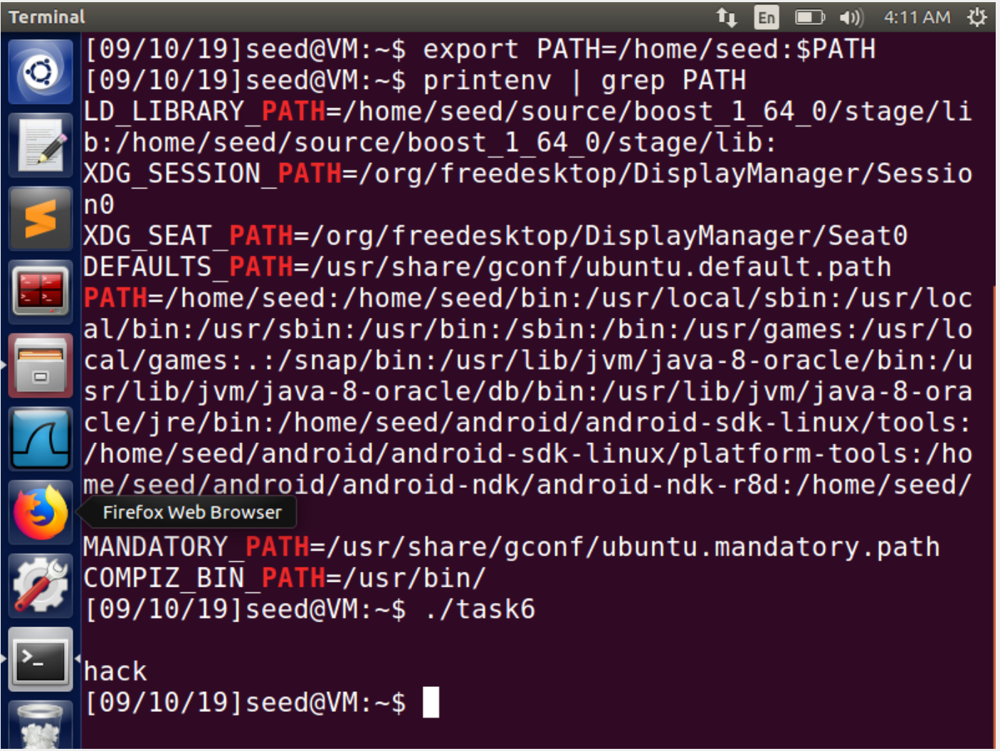 Terminal
En
4:11 AM
[09/10/19]seed@VM:~$ export PATH=/home/seed:$PATH
[09/10/19]seed@VM:~$ printenv | grep PATH
LD_LIBRARY_PATH=/home/seed/source/boost_1_64_0/stage/li
b:/home/seed/source/boost_1_64_0/stage/lib:
XDG_SESSION_PATH=/org/freedesktop/DisplayManager/Sessio
n0
XDG_SEAT_PATH=/org/freedesktop/DisplayManager/Seat0
DEFAULTS_PATH=/usr/share/gconf/ubuntu.default.path
PATH=/home/seed:/home/seed/bin:/usr/local/sbin:/usr/loc
al/bin:/usr/sbin:/usr/bin:/sbin:/bin:/usr/games:/usr/lo
cal/games:.:/snap/bin:/usr/lib/jvm/java-8-oracle/bin:/u
sr/lib/jvm/java-8-oracle/db/bin:/usr/lib/jvm/java-8-ora
cle/jre/bin:/home/seed/android/android-sdk-linux/tools:
/home/seed/android/android-sdk-linux/platform-tools:/ho
me/seed/android/android-ndk/android-ndk-r8d:/home/seed/
Firefox Web Browser
MANDATORY_PATH=/usr/share/gconf/ubuntu.mandatory.path
COMPIZ_BIN_PATH=/usr/bin/
[09/10/19]seed@VM:~$ ./task6
hack
[09/10/19]seed@VM:~$